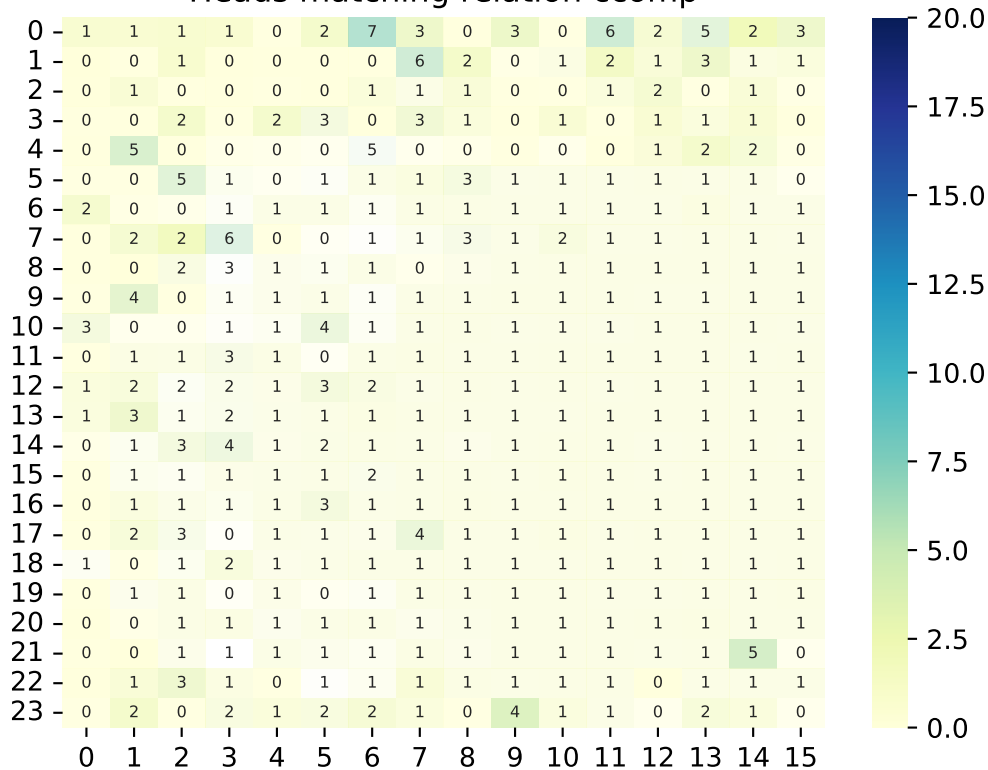 Heads matching relation ccomp
0 1 1 1 1 0 2 7 3 0 3 0 6 2 5 2 3
1 0 0 1 0 0 0 0 6 2 0 1 2 1 3 1 1
2 0 1 0 0 0 0 1 1 1 0 0 1 2 0 1 0
3 0 0 2 0 2 3 0 3 1 0 1 0 1 1 1 0
4 0 5 0 0 0 0 5 0 0 0 0 0 1 2 2 0
5 0 0 5 1 0 1 1 1 3 1 1 1 1 1 1 0
6 2 0 0 1 1 1 1 1 1 1 1 1 1 1 1 1
7 0 2 2 6 0 0 1 1 3 1 2 1 1 1 1 1
8 0 0 2 3 1 1 1 0 1 1 1 1 1 1 1 1
9 0 4 0 1 1 1 1 1 1 1 1 1 1 1 1 1
10 3 0 0 1 1 4 1 1 1 1 1 1 1 1 1 1
11 0 1 1 3 1 0 1 1 1 1 1 1 1 1 1 1
12 1 2 2 2 1 3 2 1 1 1 1 1 1 1 1 1
13 1 3 1 2 1 1 1 1 1 1 1 1 1 1 1 1
14 0 1 3 4 1 2 1 1 1 1 1 1 1 1 1 1
15 0 1 1 1 1 1 2 1 1 1 1 1 1 1 1 1
16 0 1 1 1 1 3 1 1 1 1 1 1 1 1 1 1
17 0 2 3 0 1 1 1 4 1 1 1 1 1 1 1 1
18 1 0 1 2 1 1 1 1 1 1 1 1 1 1 1 1
19 0 1 1 0 1 0 1 1 1 1 1 1 1 1 1 1
20 0 0 1 1 1 1 1 1 1 1 1 1 1 1 1 1
21 0 0 1 1 1 1 1 1 1 1 1 1 1 1 5 0
22 0 1 3 1 0 1 1 1 1 1 1 1 0 1 1 1
23 0 2 0 2 1 2 2 1 0 4 1 1 0 2 1 0
0 1 2 3 4 5 6 7 8 9 10 11 12 13 14 15
20.0
17.5
15.0
12.5
10.0
7.5
5.0
2.5
0.0